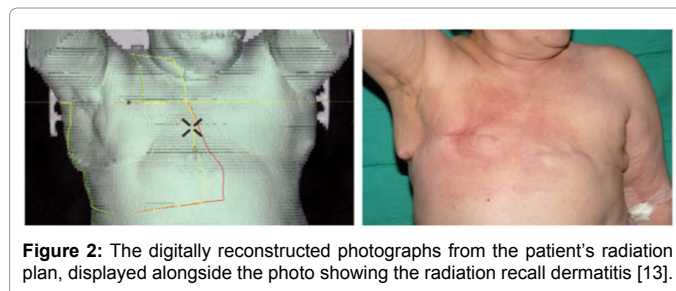 Figure 2: The digitally reconstructed photographs from the patient's radiation
plan, displayed alongside the photo showing the radiation recall dermatitis [13].